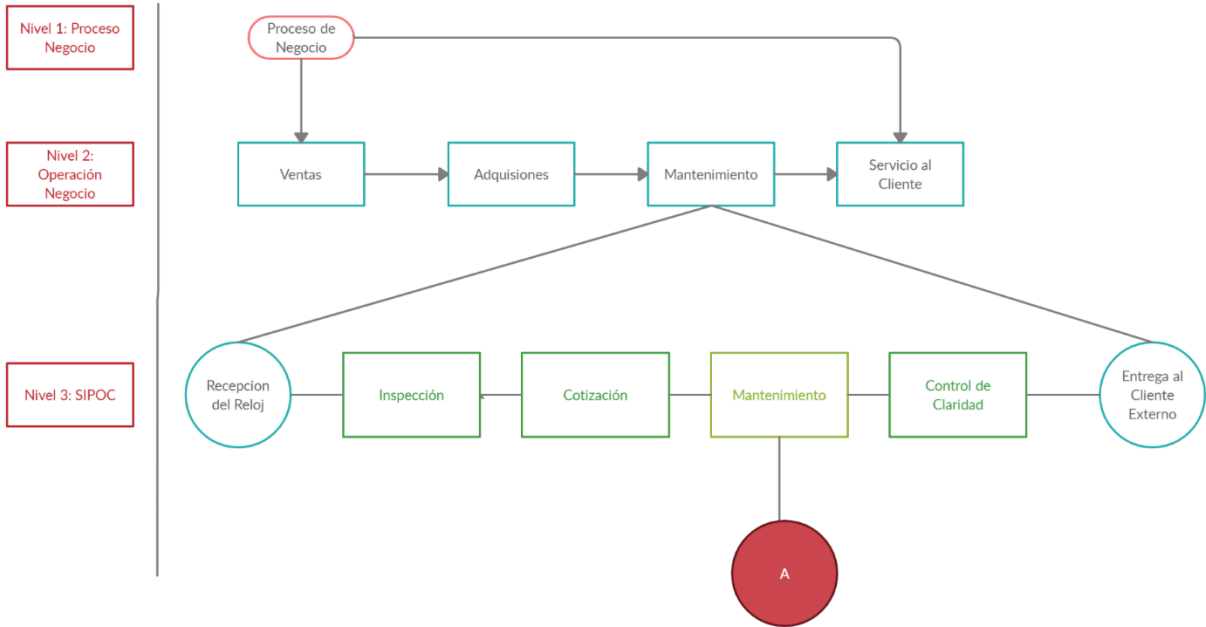 Nivel 1: Proceso
Negocio
Proceso de
Negocio
Nivel 2:
Operación
Negocio
Ventas
Adquisiones
Mantenimiento
Servicio al
Cliente
Nivel 3: SIPOC
Recepcion
del Reloj
Inspección
Cotización
Mantenimiento
Control de
Claridad
Entrega al
Cliente
Externo
A